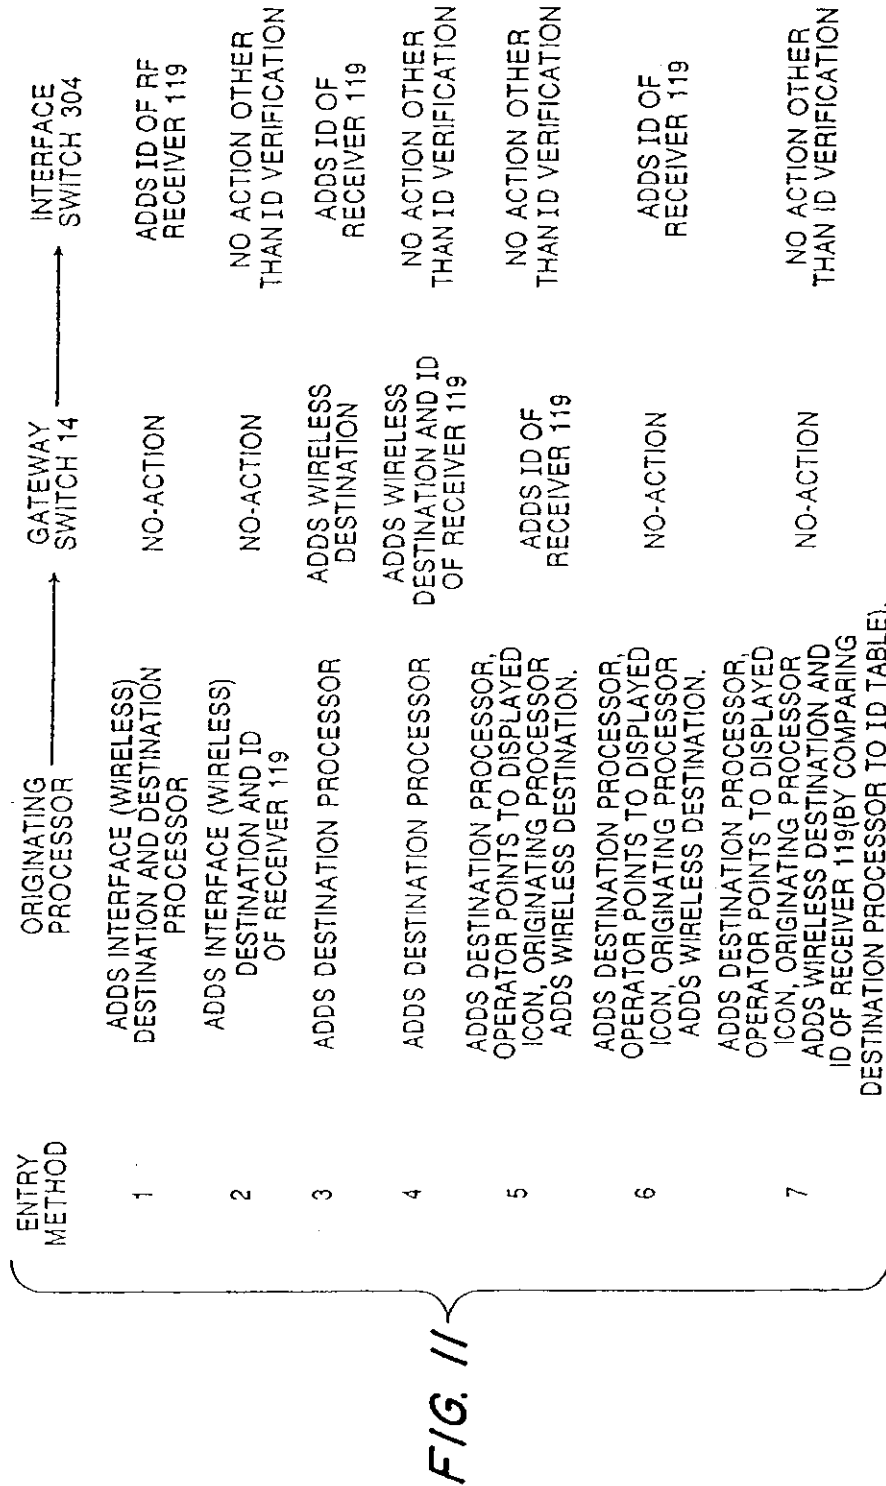 FIG. 11
ENTRY
METHOD
ORIGINATING
PROCESSOR
GATEWAY
SWITCH 14
INTERFACE
SWITCH 304
1
ADDS INTERFACE (WIRELESS)
DESTINATION AND DESTINATION
PROCESSOR
NO-ACTION
ADDS ID OF RF
RECEIVER 119
2
ADDS INTERFACE (WIRELESS)
DESTINATION AND ID
OF RECEIVER 119
NO-ACTION
NO ACTION OTHER
THAN ID VERIFICATION
3
ADDS DESTINATION PROCESSOR
ADDS WIRELESS
DESTINATION
ADDS ID OF
RECEIVER 119
4
ADDS DESTINATION PROCESSOR
ADDS WIRELESS
DESTINATION AND ID
OF RECEIVER 119
NO ACTION OTHER
THAN ID VERIFICATION
5
ADDS DESTINATION PROCESSOR,
OPERATOR POINTS TO DISPLAYED
ICON, ORIGINATING PROCESSOR
ADDS WIRELESS DESTINATION.
ADDS ID OF
RECEIVER 119
NO ACTION OTHER
THAN ID VERIFICATION
6
ADDS DESTINATION PROCESSOR,
OPERATOR POINTS TO DISPLAYED
ICON, ORIGINATING PROCESSOR
ADDS WIRELESS DESTINATION.
NO-ACTION
ADDS ID OF
RECEIVER 119
7
ADDS DESTINATION PROCESSOR,
OPERATOR POINTS TO DISPLAYED
ICON, ORIGINATING PROCESSOR
ADDS WIRELESS DESTINATION AND
ID OF RECEIVER 119(BY COMPARING
DESTINATION PROCESSOR TO ID TABLE).
NO-ACTION
NO ACTION OTHER
THAN ID VERIFICATION